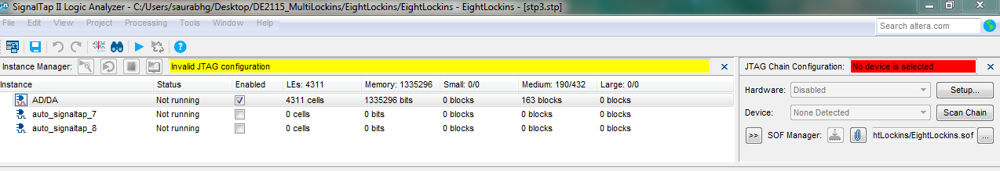 SignalTap II Logic Analyzer - C:/Users/saurabhg/Desktop/DE2115_MultiLockins/EightLockins/EightLockins - EightLockins - [stp3.stp]
File Edit View Project Processing Tools Window Help
Search altera.com
Instance Manager: Invalid JTAG configuration
Instance Status Enabled LEs: 4311 Memory: 1335296 Small: 0/0 Medium: 190/432 Large: 0/0
AD/DA Not running 4311 cells 1335296 bits 0 blocks 163 blocks 0 blocks
auto_signaltap_7 Not running 0 cells 0 bits 0 blocks 0 blocks 0 blocks
auto_signaltap_8 Not running 0 cells 0 bits 0 blocks 0 blocks 0 blocks
JTAG Chain Configuration: No device is selected
Hardware: Disabled Setup...
Device: None Detected Scan Chain
>> SOF Manager: htLockins/EightLockins.sof ...